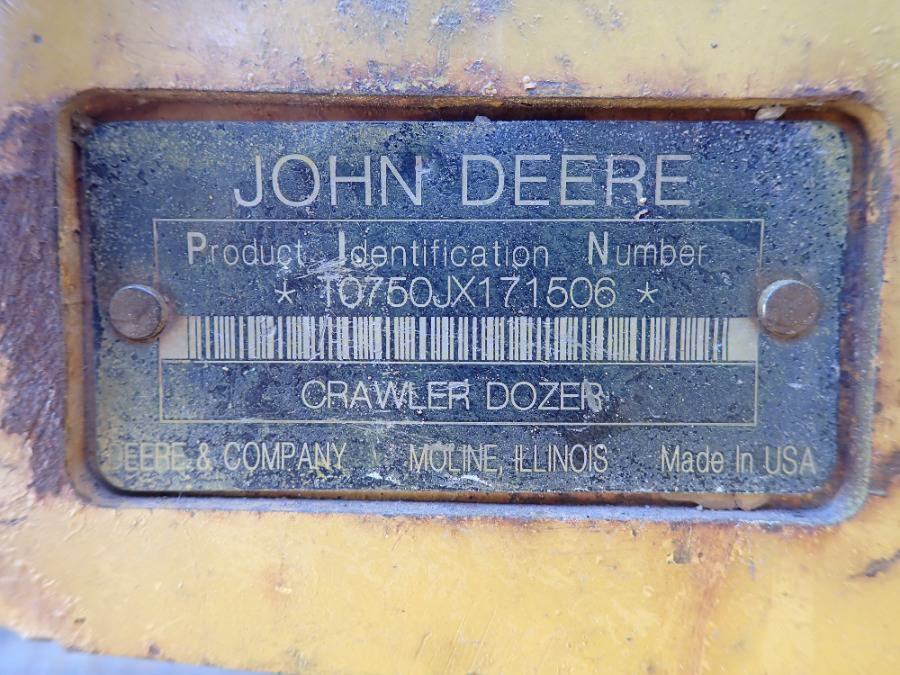 JOHN DEERE
Product Identification Number
* T0750JX171506 *
CRAWLER DOZER
DEERE & COMPANY MOLINE, ILLINOIS Made In USA